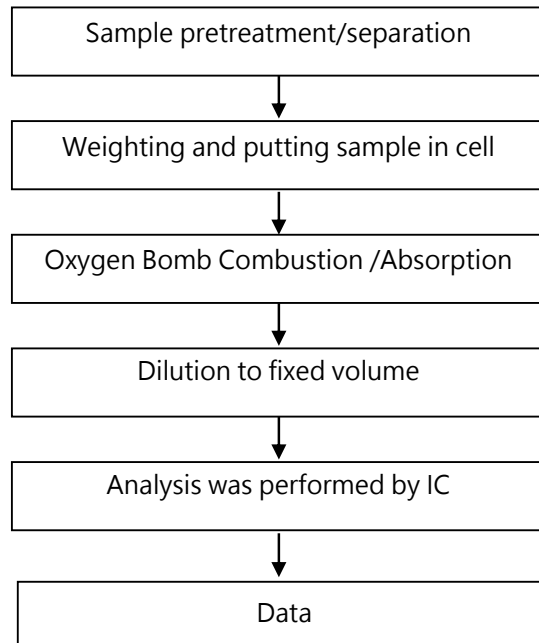 Sample pretreatment/separation
Weighting and putting sample in cell
Oxygen Bomb Combustion /Absorption
Dilution to fixed volume
Analysis was performed by IC
Data